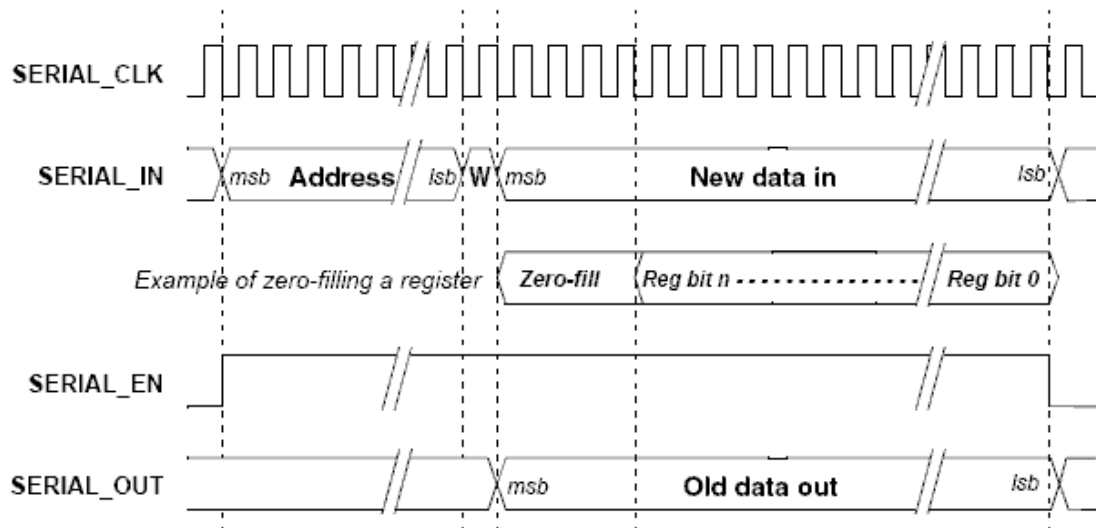 SERIAL_CLK
SERIAL_IN msb Address lsb W msb New data in lsb
Example of zero-filling a register Zero-fill Reg bit n Reg bit 0
SERIAL_EN
SERIAL_OUT msb Old data out lsb